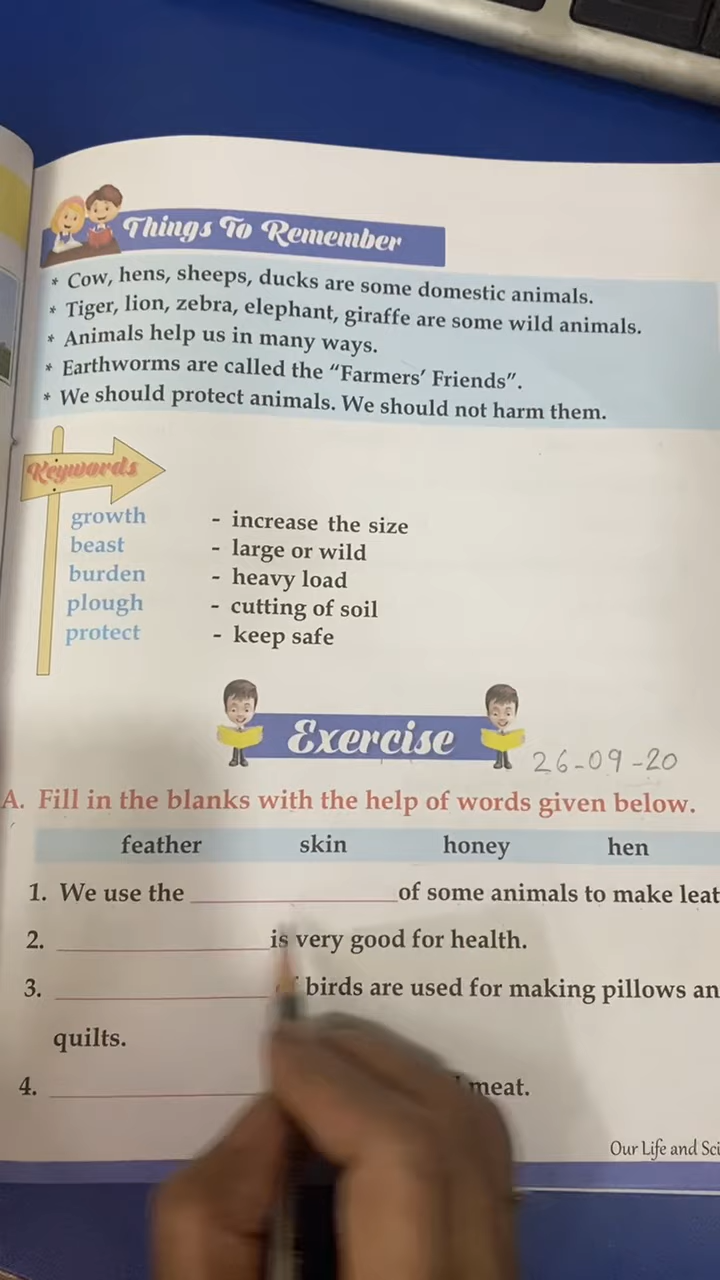 Things To Remember
* Cow, hens, sheeps, ducks are some domestic animals.
* Tiger, lion, zebra, elephant, giraffe are some wild animals.
* Animals help us in many ways.
* Earthworms are called the “Farmers’ Friends”.
* We should protect animals. We should not harm them.
Keywords
growth - increase the size
beast - large or wild
burden - heavy load
plough - cutting of soil
protect - keep safe
Exercise
26-09-20
A. Fill in the blanks with the help of words given below.
feather skin honey hen
1. We use the ____________ of some animals to make leat
2. ____________ is very good for health.
3. ____________ birds are used for making pillows an
quilts.
4. ____________ meat.
Our Life and Sci